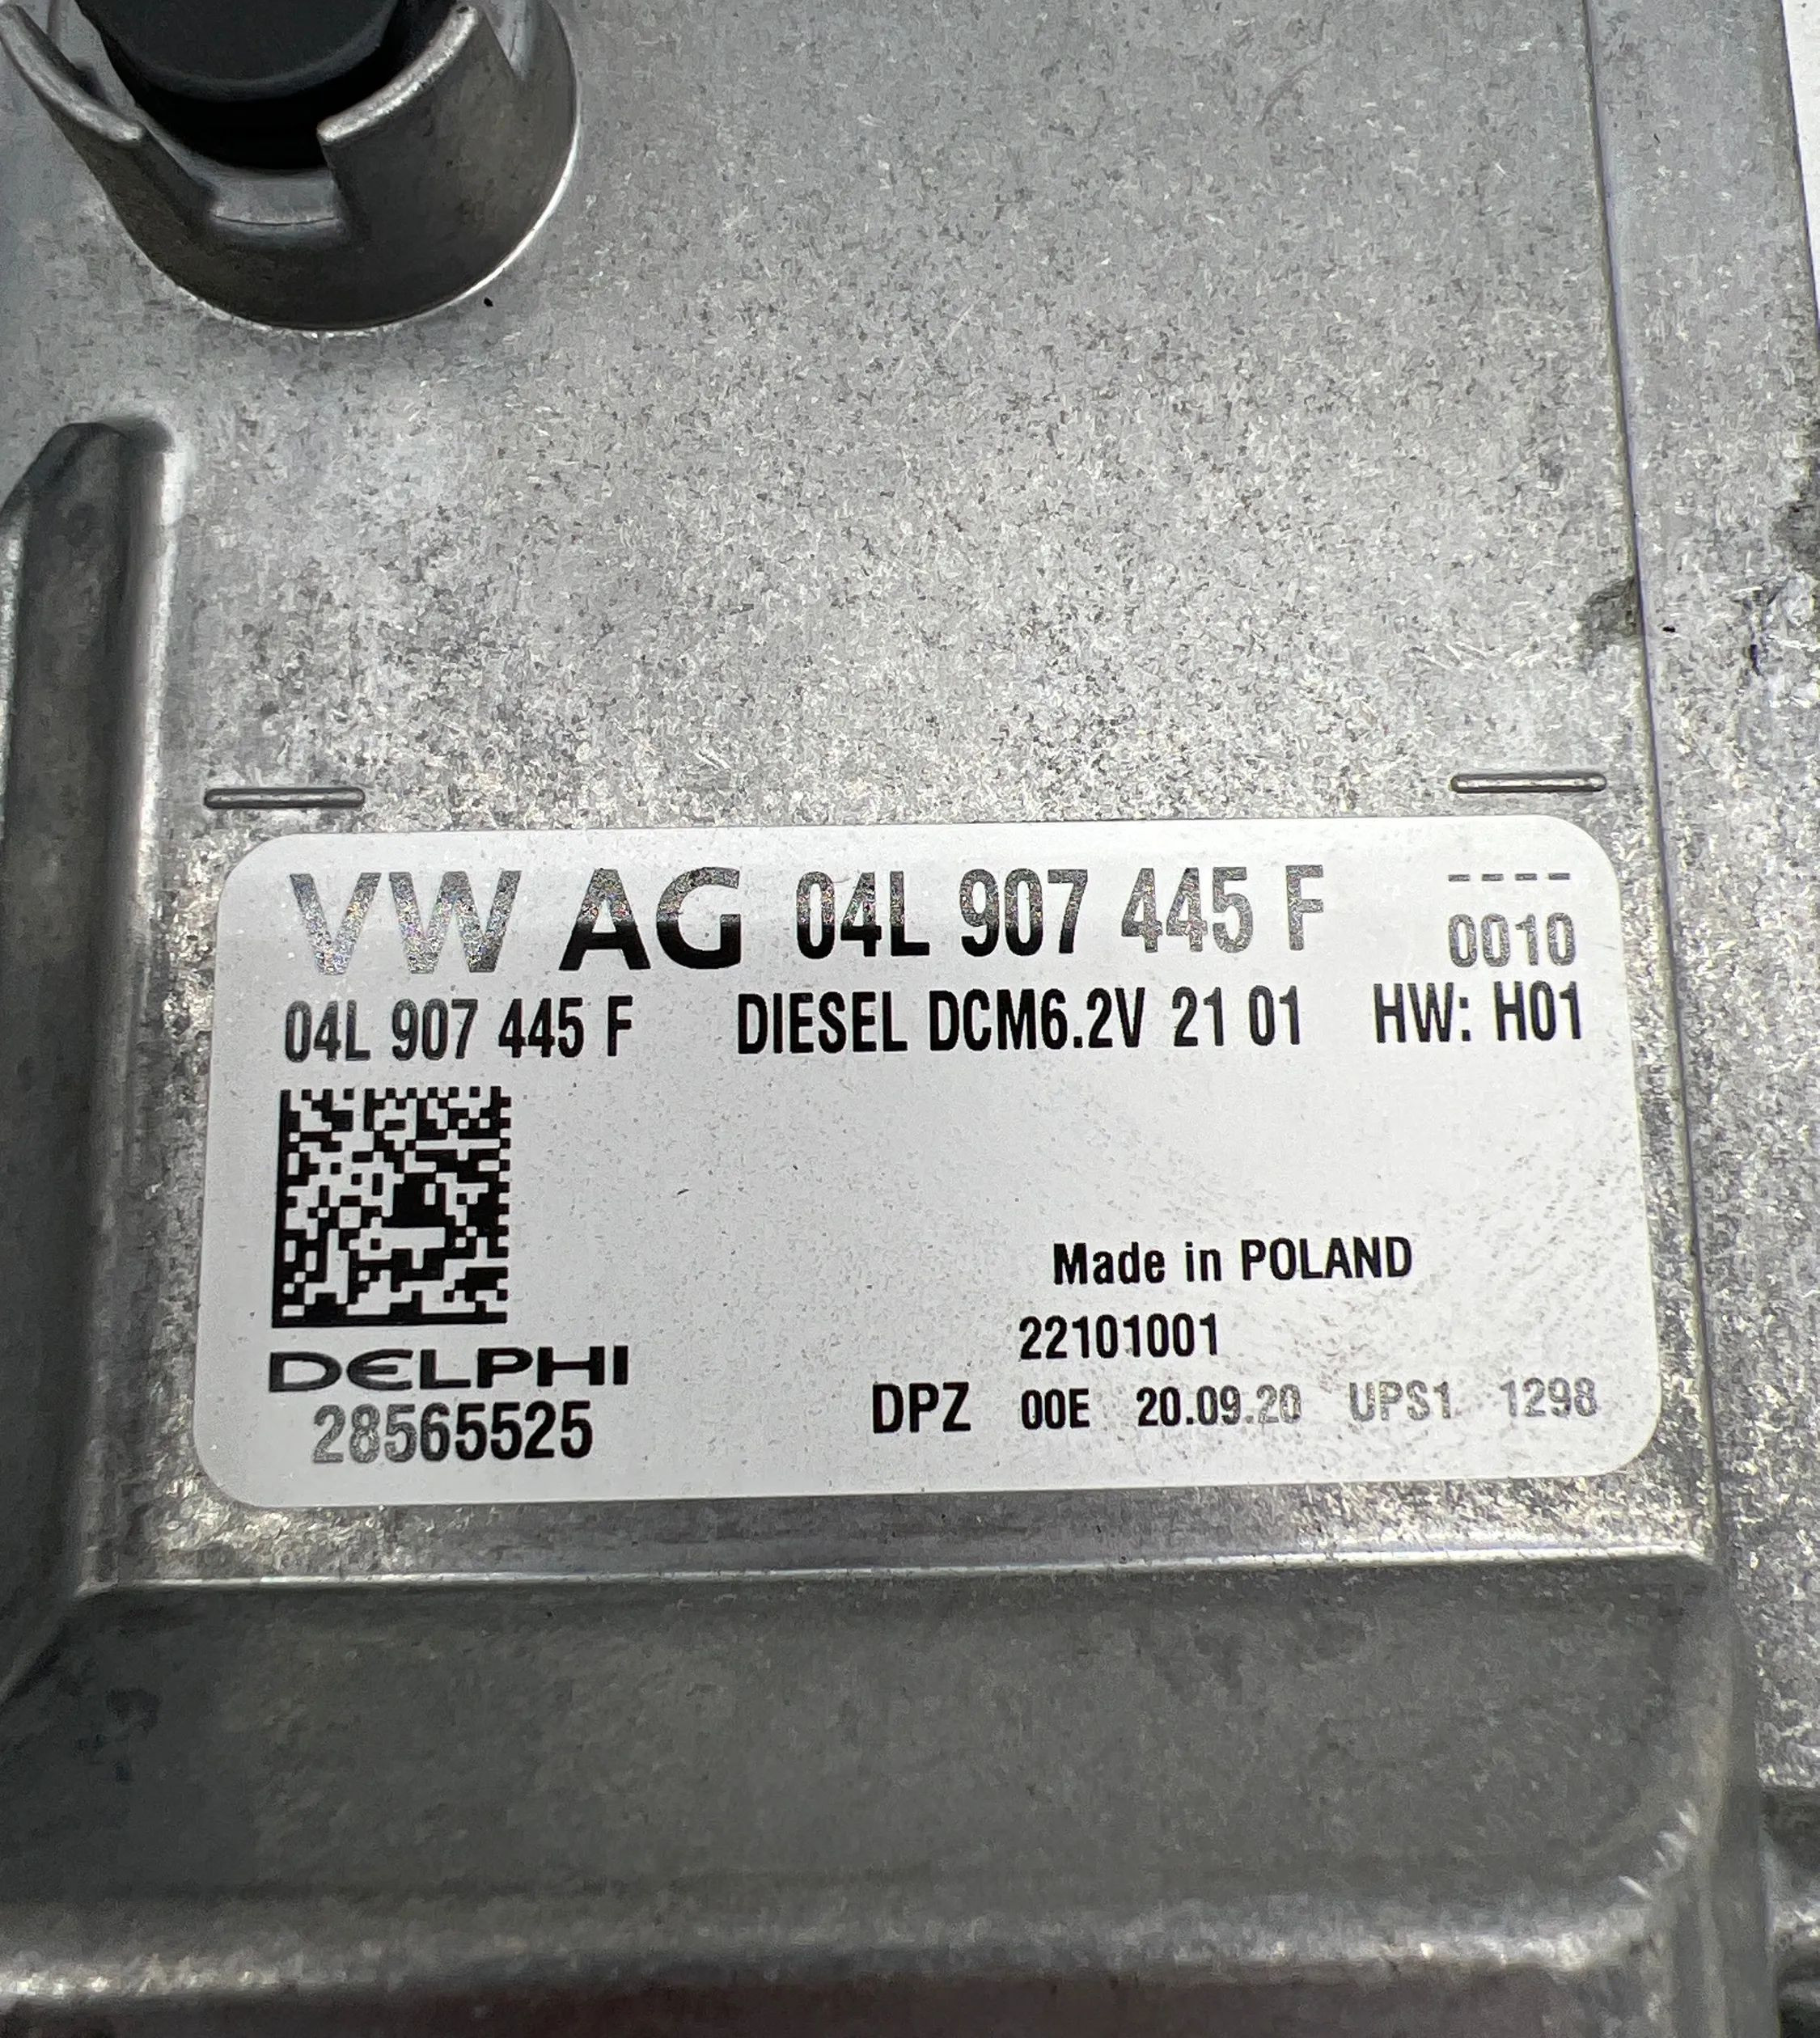 VW AG 04L 907 445 F ----
0010
04L 907 445 F DIESEL DCM6.2V 21 01 HW: H01
Made in POLAND
22101001
DELPHI
28565525
DPZ 00E 20.09.20 UPS1 1298